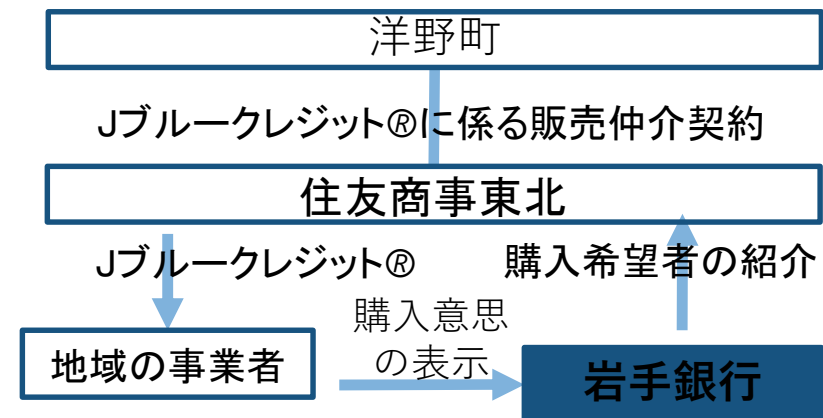 洋野町
Jブルークレジット®に係る販売仲介契約
住友商事東北
Jブルークレジット®
購入希望者の紹介
購入意思
の表示
地域の事業者
岩手銀行